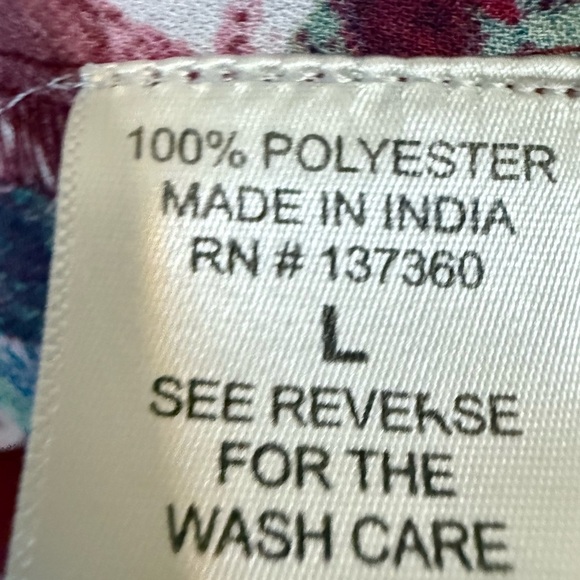 100% POLYESTER
MADE IN INDIA
RN # 137360
L
SEE REVERSE
FOR THE
WASH CARE